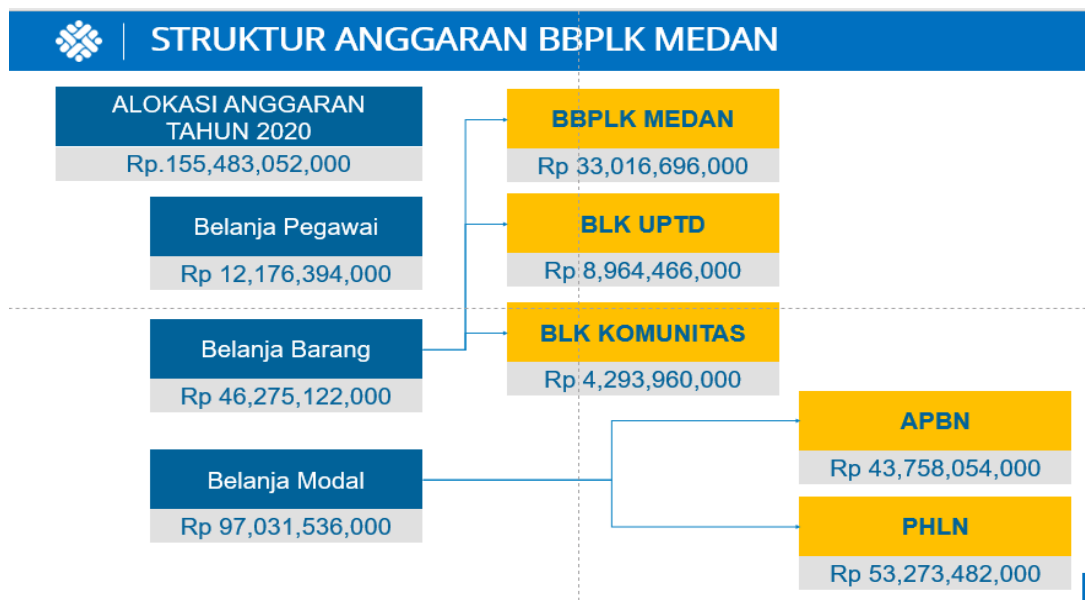 STRUKTUR ANGGARAN BBPLK MEDAN
ALOKASI ANGGARAN
TAHUN 2020
Rp.155,483,052,000
Belanja Pegawai
Rp 12,176,394,000
Belanja Barang
Rp 46,275,122,000
Belanja Modal
Rp 97,031,536,000
BBPLK MEDAN
Rp 33,016,696,000
BLK UPTD
Rp 8,964,466,000
BLK KOMUNITAS
Rp 4,293,960,000
APBN
Rp 43,758,054,000
PHLN
Rp 53,273,482,000